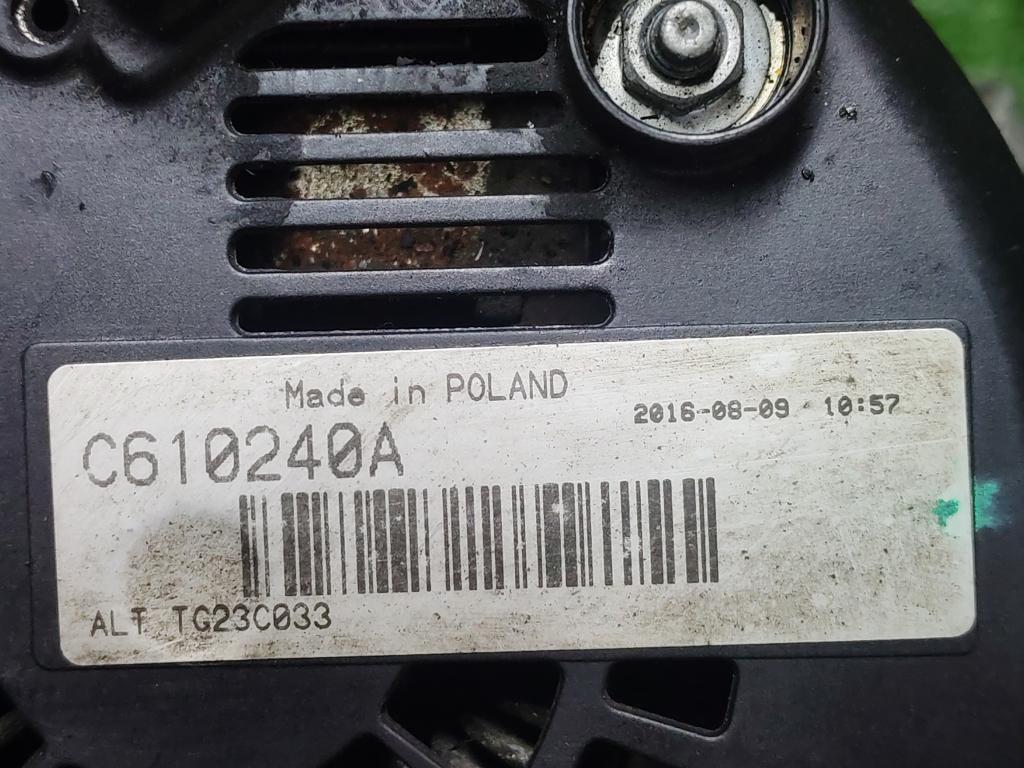 Made in POLAND
2016-08-09 10:57
C610240A
ALT TG23C033